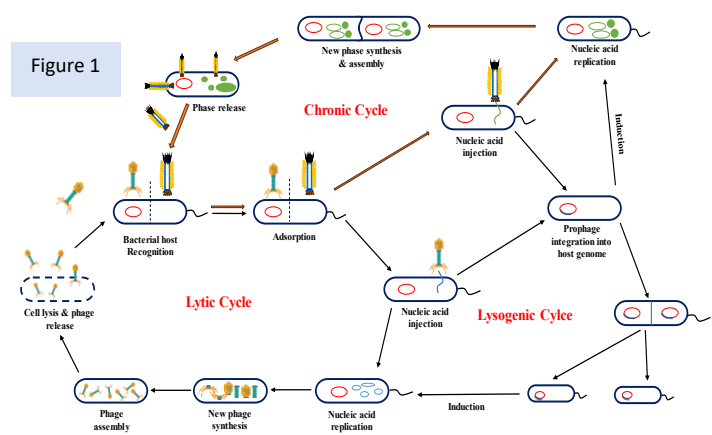 Figure 1
New phase synthesis
& assembly
Nucleic acid
replication
Phase release
Chronic Cycle
Nucleic acid
injection
Induction
Bacterial host
Recognition
Adsorption
Prophage
integration into
host genome
Cell lysis & phage
release
Lytic Cycle
Nucleic acid
injection
Lysogenic Cylce
Phage
assembly
New phage
synthesis
Nucleic acid
replication
Induction